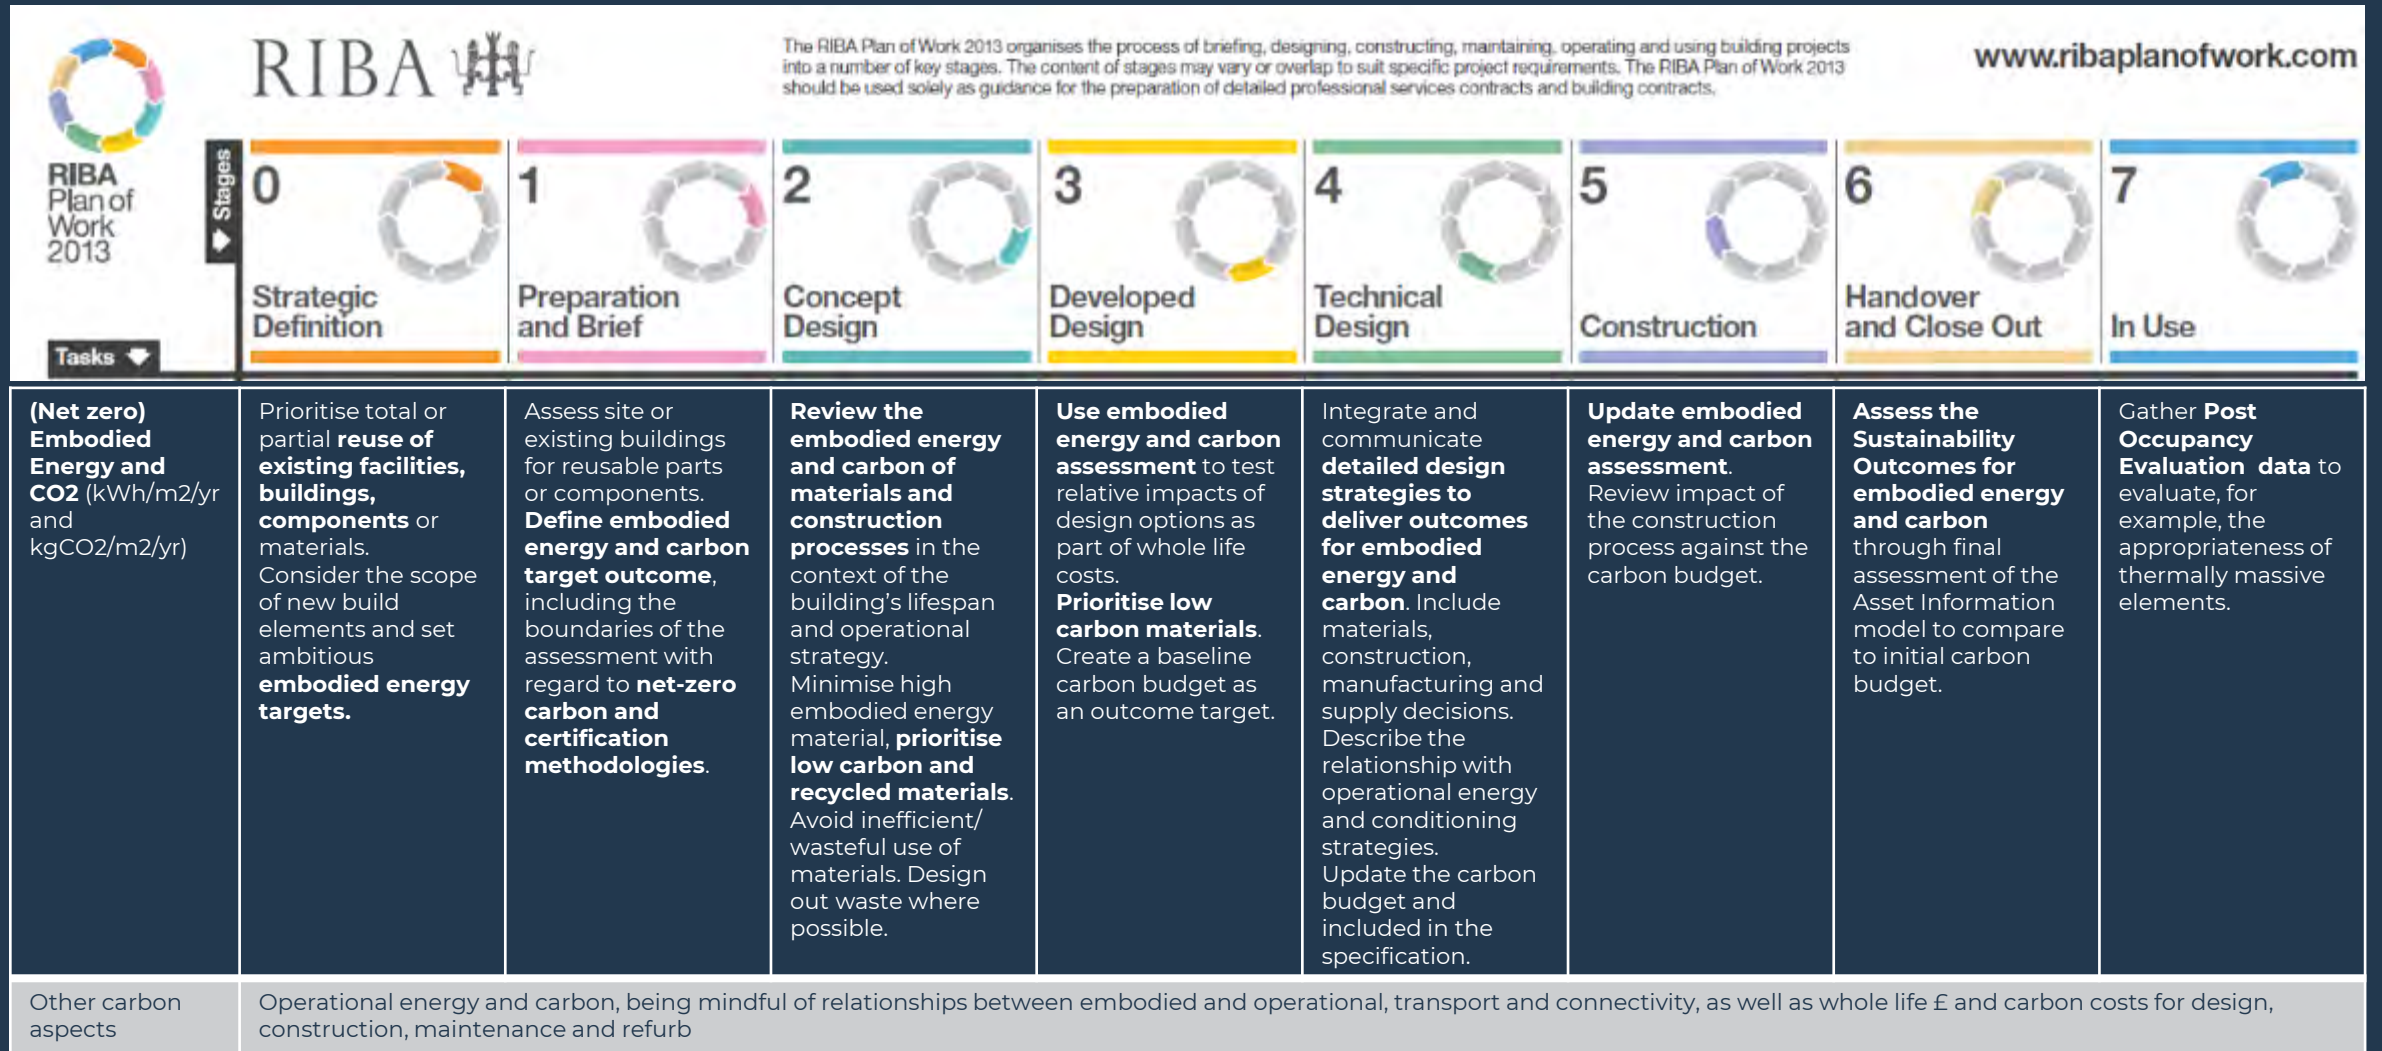 RIBA
The RIBA Plan of Work 2013 organises the process of briefing, designing, constructing, maintaining, operating and using building projects
into a number of key stages. The content of stages may vary or overlap to suit specific project requirements. The RIBA Plan of Work 2013
should be used solely as guidance for the preparation of detailed professional services contracts and building contracts.
www.ribaplanofwork.com
RIBA
Plan of
Work
2013
Stages
Tasks
0
Strategic
Definition
1
Preparation
and Brief
2
Concept
Design
3
Developed
Design
4
Technical
Design
5
Construction
6
Handover
and Close Out
7
In Use
(Net zero)
Embodied
Energy and
CO2 (kWh/m2/yr
and
kgCO2/m2/yr)
Prioritise total or
partial reuse of
existing facilities,
buildings,
components or
materials.
Consider the scope
of new build
elements and set
ambitious
embodied energy
targets.
Assess site or
existing buildings
for reusable parts
or components.
Define embodied
energy and carbon
target outcome,
including the
boundaries of the
assessment with
regard to net-zero
carbon and
certification
methodologies.
Review the
embodied energy
and carbon of
materials and
construction
processes in the
context of the
building’s lifespan
and operational
strategy.
Minimise high
embodied energy
material, prioritise
low carbon and
recycled materials.
Avoid inefficient/
wasteful use of
materials. Design
out waste where
possible.
Use embodied
energy and carbon
assessment to test
relative impacts of
design options as
part of whole life
costs.
Prioritise low
carbon materials.
Create a baseline
carbon budget as
an outcome target.
Integrate and
communicate
detailed design
strategies to
deliver outcomes
for embodied
energy and
carbon. Include
materials,
construction,
manufacturing and
supply decisions.
Describe the
relationship with
operational energy
and conditioning
strategies.
Update the carbon
budget and
included in the
specification.
Update embodied
energy and carbon
assessment.
Review impact of
the construction
process against the
carbon budget.
Assess the
Sustainability
Outcomes for
embodied energy
and carbon
through final
assessment of the
Asset Information
model to compare
to initial carbon
budget.
Gather Post
Occupancy
Evaluation data to
evaluate, for
example, the
appropriateness of
thermally massive
elements.
Other carbon
aspects
Operational energy and carbon, being mindful of relationships between embodied and operational, transport and connectivity, as well as whole life £ and carbon costs for design,
construction, maintenance and refurb